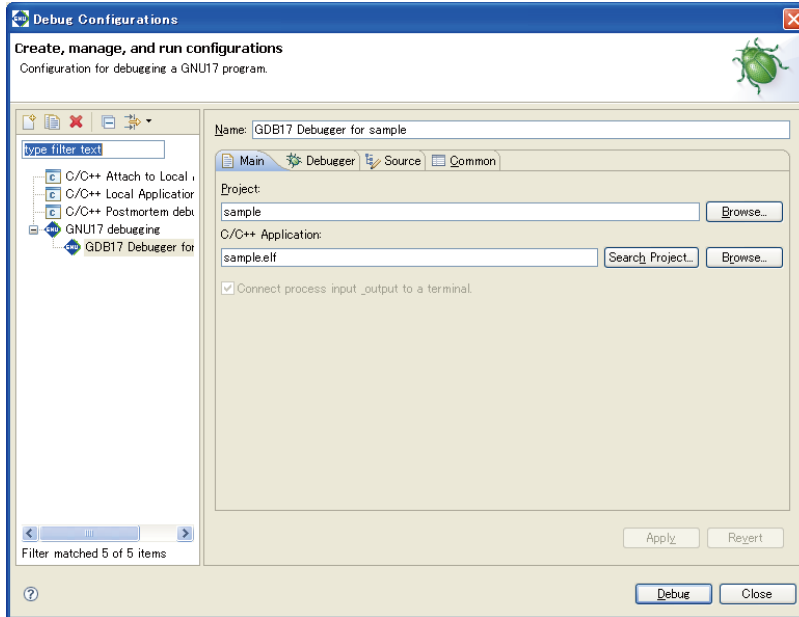 Debug Configurations
Create, manage, and run configurations
Configuration for debugging a GNU17 program.
type filter text
C/C++ Attach to Local
C/C++ Local Application
C/C++ Postmortem debu
GNU17 debugging
GDB17 Debugger for
Filter matched 5 of 5 items
Name: GDB17 Debugger for sample
Main Debugger Source Common
Project:
sample Browse...
C/C++ Application:
sample.elf Search Project... Browse...
Connect process input _output to a terminal.
Apply Revert
Debug Close